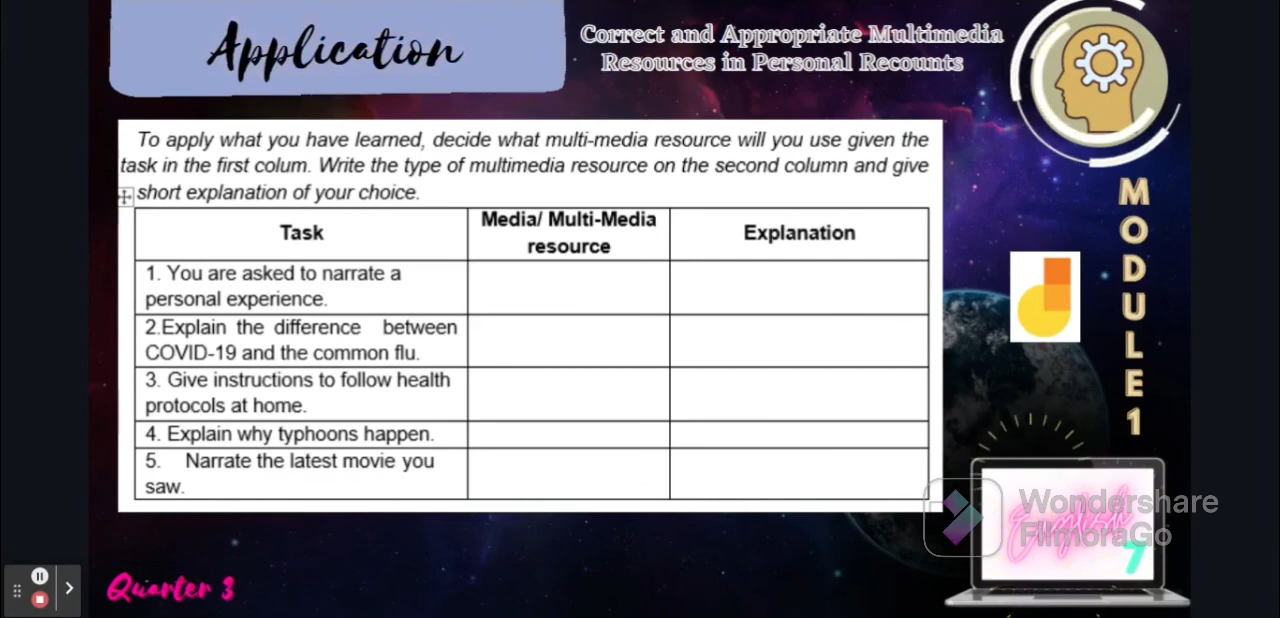 Application
Correct and Appropriate Multimedia
Resources in Personal Recounts
To apply what you have learned, decide what multi-media resource will you use given the
task in the first colum. Write the type of multimedia resource on the second column and give
short explanation of your choice.
Task
Media/ Multi-Media
resource
Explanation
1. You are asked to narrate a
personal experience.
2.Explain the difference between
COVID-19 and the common flu.
3. Give instructions to follow health
protocols at home.
4. Explain why typhoons happen.
5. Narrate the latest movie you
saw.
MODULE1
Wondershare
FilmoraGo
English
7
Quarter 3